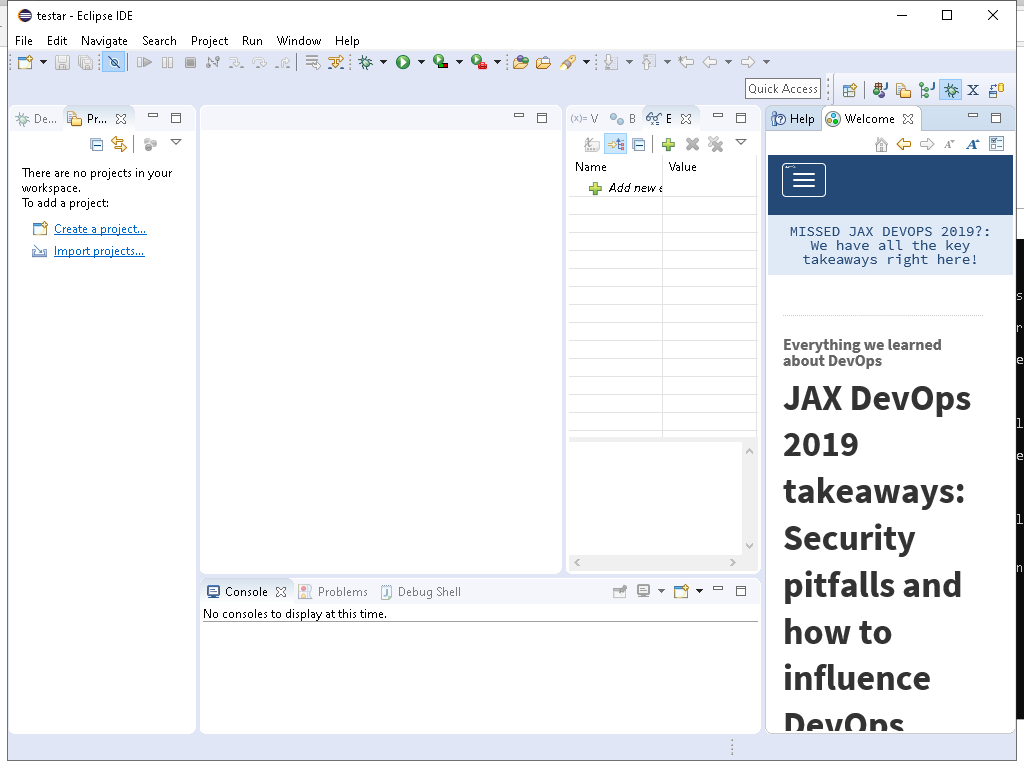 testar - Eclipse IDE
File Edit Navigate Search Project Run Window Help
Quick Access
De... Pr...
(x)= V B E
Help Welcome
There are no projects in your
workspace.
To add a project:
Create a project...
Import projects...
Name Value
Add new e
MISSED JAX DEVOPS 2019?:
We have all the key
takeaways right here!
Everything we learned
about DevOps
JAX DevOps
2019
takeaways:
Security
pitfalls and
how to
influence
DevOps
Console Problems Debug Shell
No consoles to display at this time.